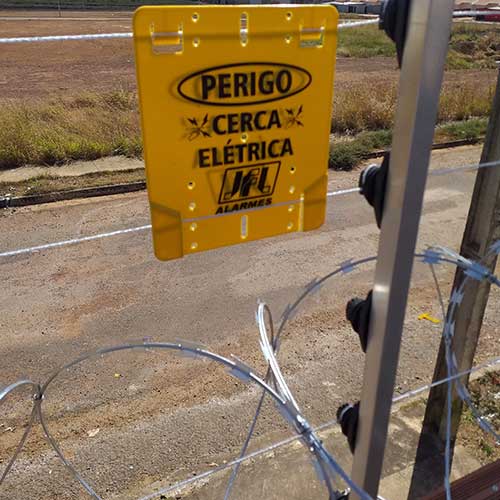 PERIGO
CERCA
ELÉTRICA
JFL
ALARMES